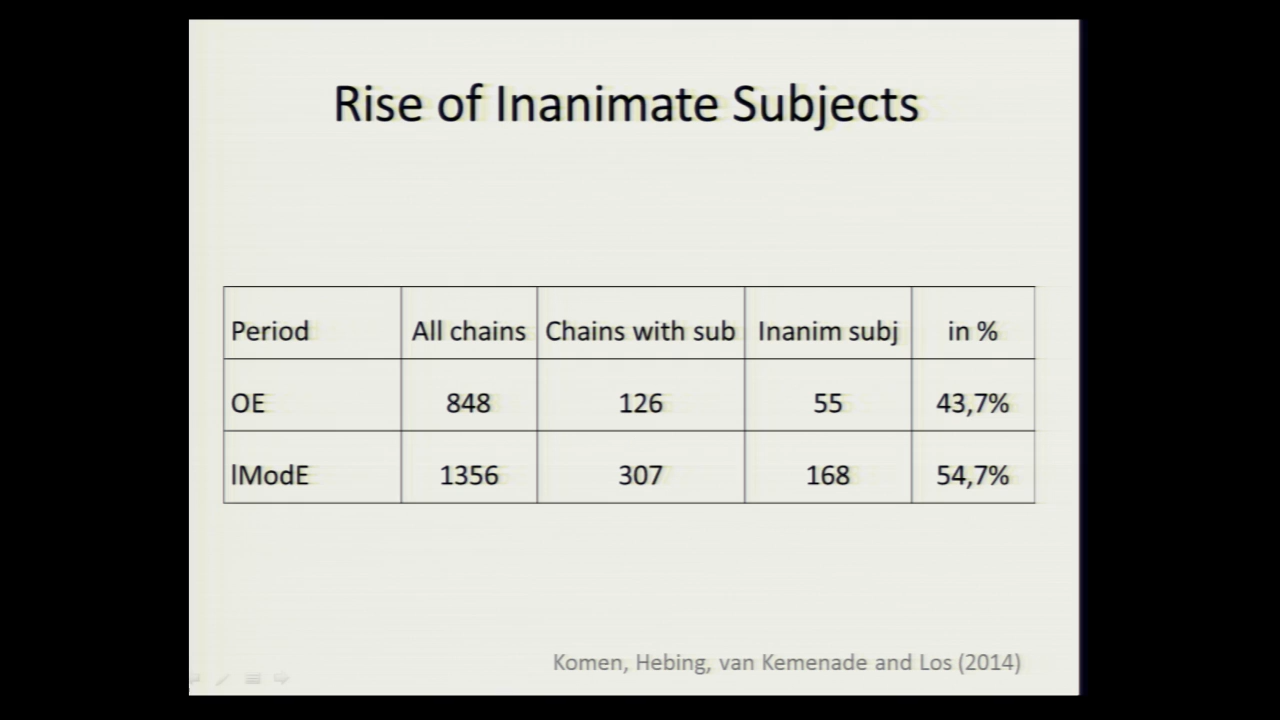 Rise of Inanimate Subjects
Period All chains Chains with sub Inanim subj in %
OE 848 126 55 43,7%
lModE 1356 307 168 54,7%
Komen, Hebing, van Kemenade and Los (2014)